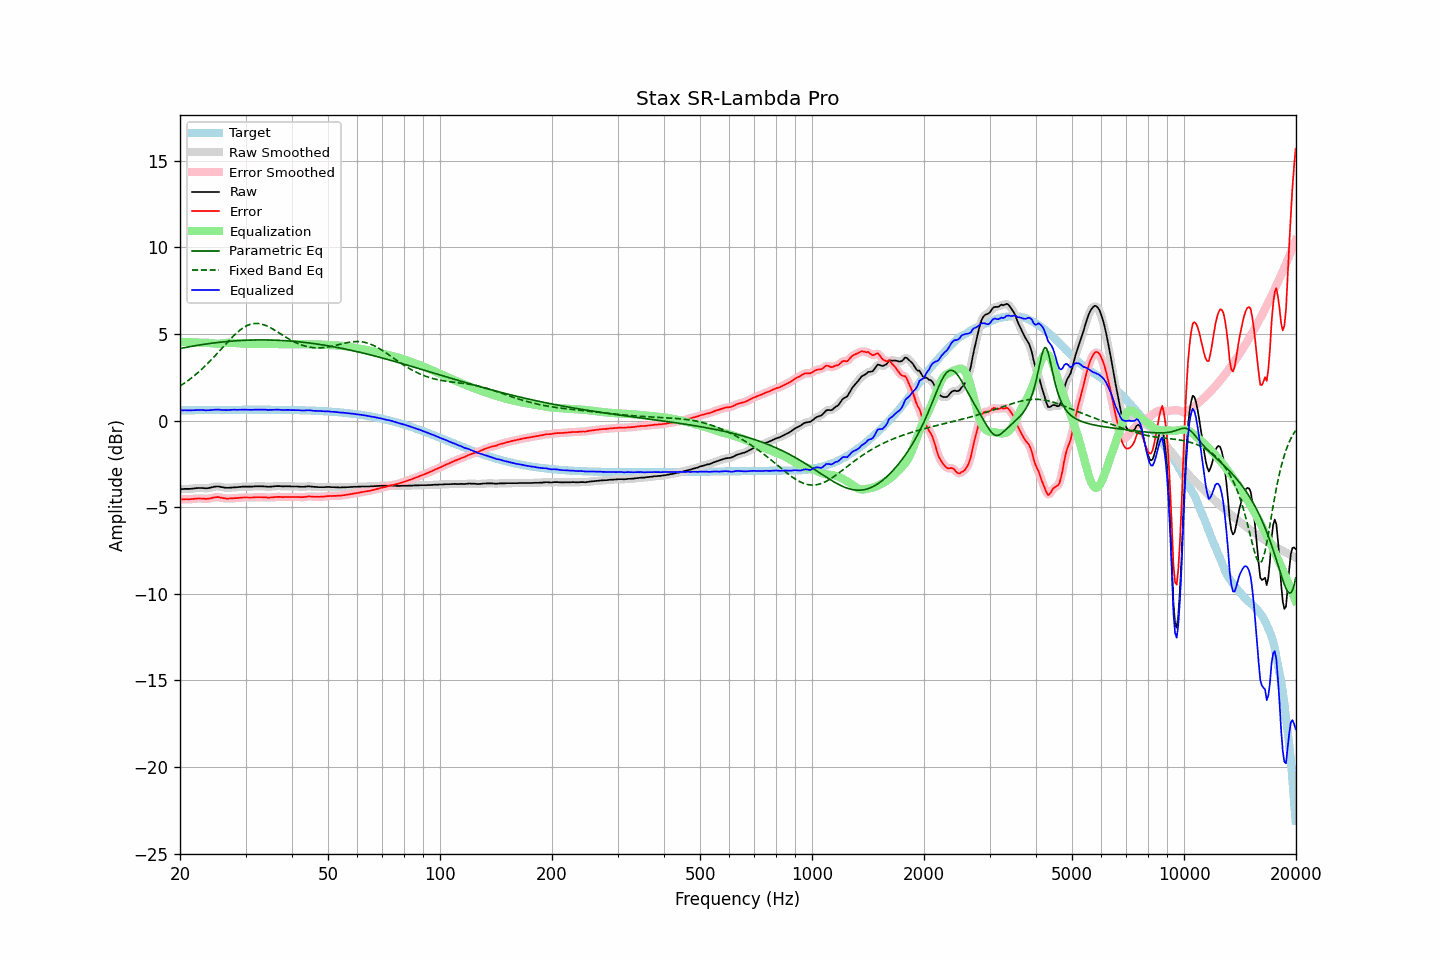 Stax SR-Lambda Pro
Target
Raw Smoothed
Error Smoothed
Raw
Error
Equalization
Parametric Eq
Fixed Band Eq
Equalized
Amplitude (dBr)
15
10
5
0
−5
−10
−15
−20
−25
20 50 100 200 500 1000 2000 5000 10000 20000
Frequency (Hz)